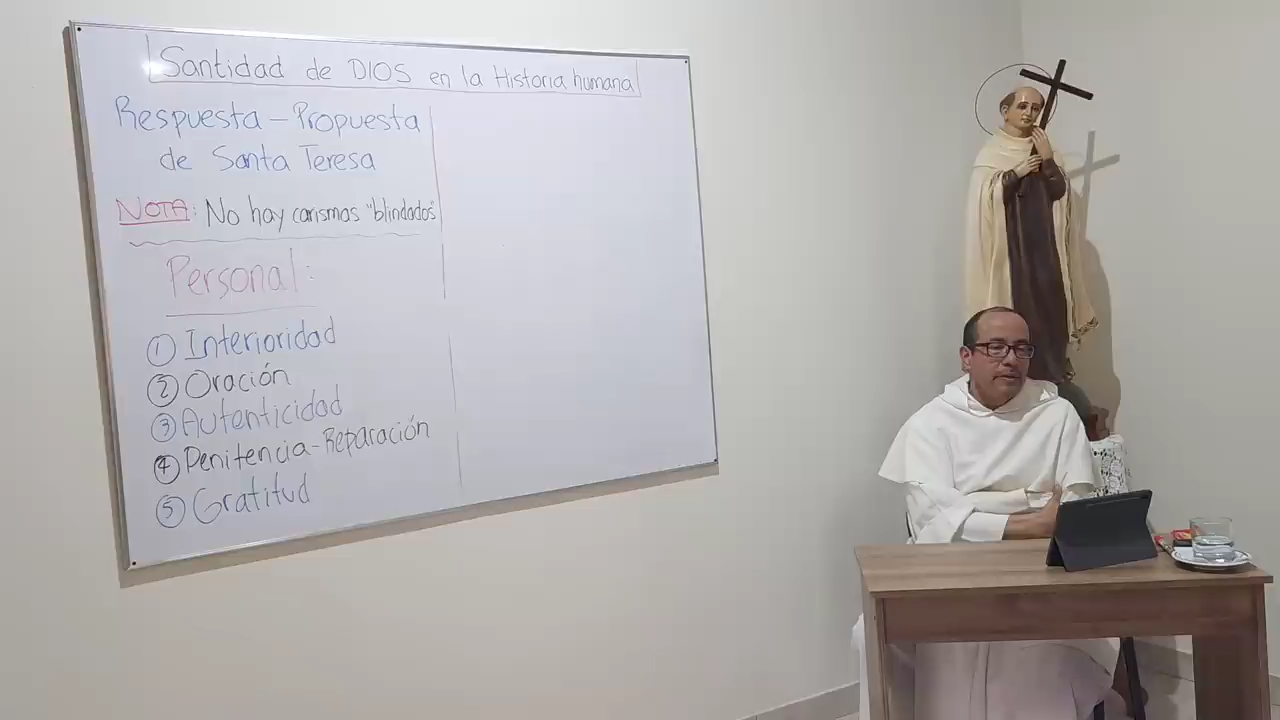 Santidad de DIOS en la Historia humana
Respuesta – Propuesta
de Santa Teresa
NOTA: No hay carismas "blindados"
Personal:
① Interioridad
② Oración
③ Autenticidad
④ Penitencia - Reparación
⑤ Gratitud